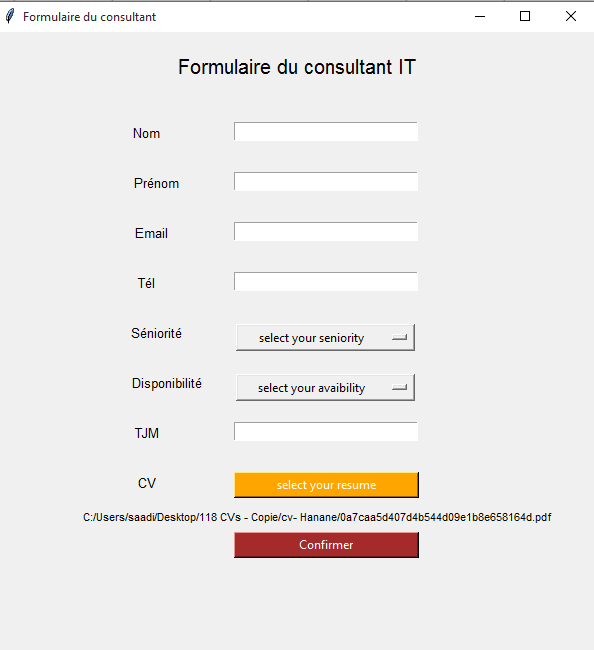 Formulaire du consultant
Formulaire du consultant IT
Nom
Prénom
Email
Tél
Séniorité select your seniority
Disponibilité select your avaibility
TJM
CV select your resume
C:/Users/saadi/Desktop/118 CVs - Copie/cv- Hanane/0a7caa5d407d4b544d09e1b8e658164d.pdf
Confirmer